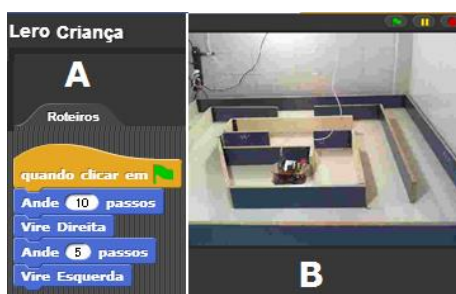 Lero Criança
A
Roteiros
quando clicar em
Ande 10 passos
Vire Direita
Ande 5 passos
Vire Esquerda
B